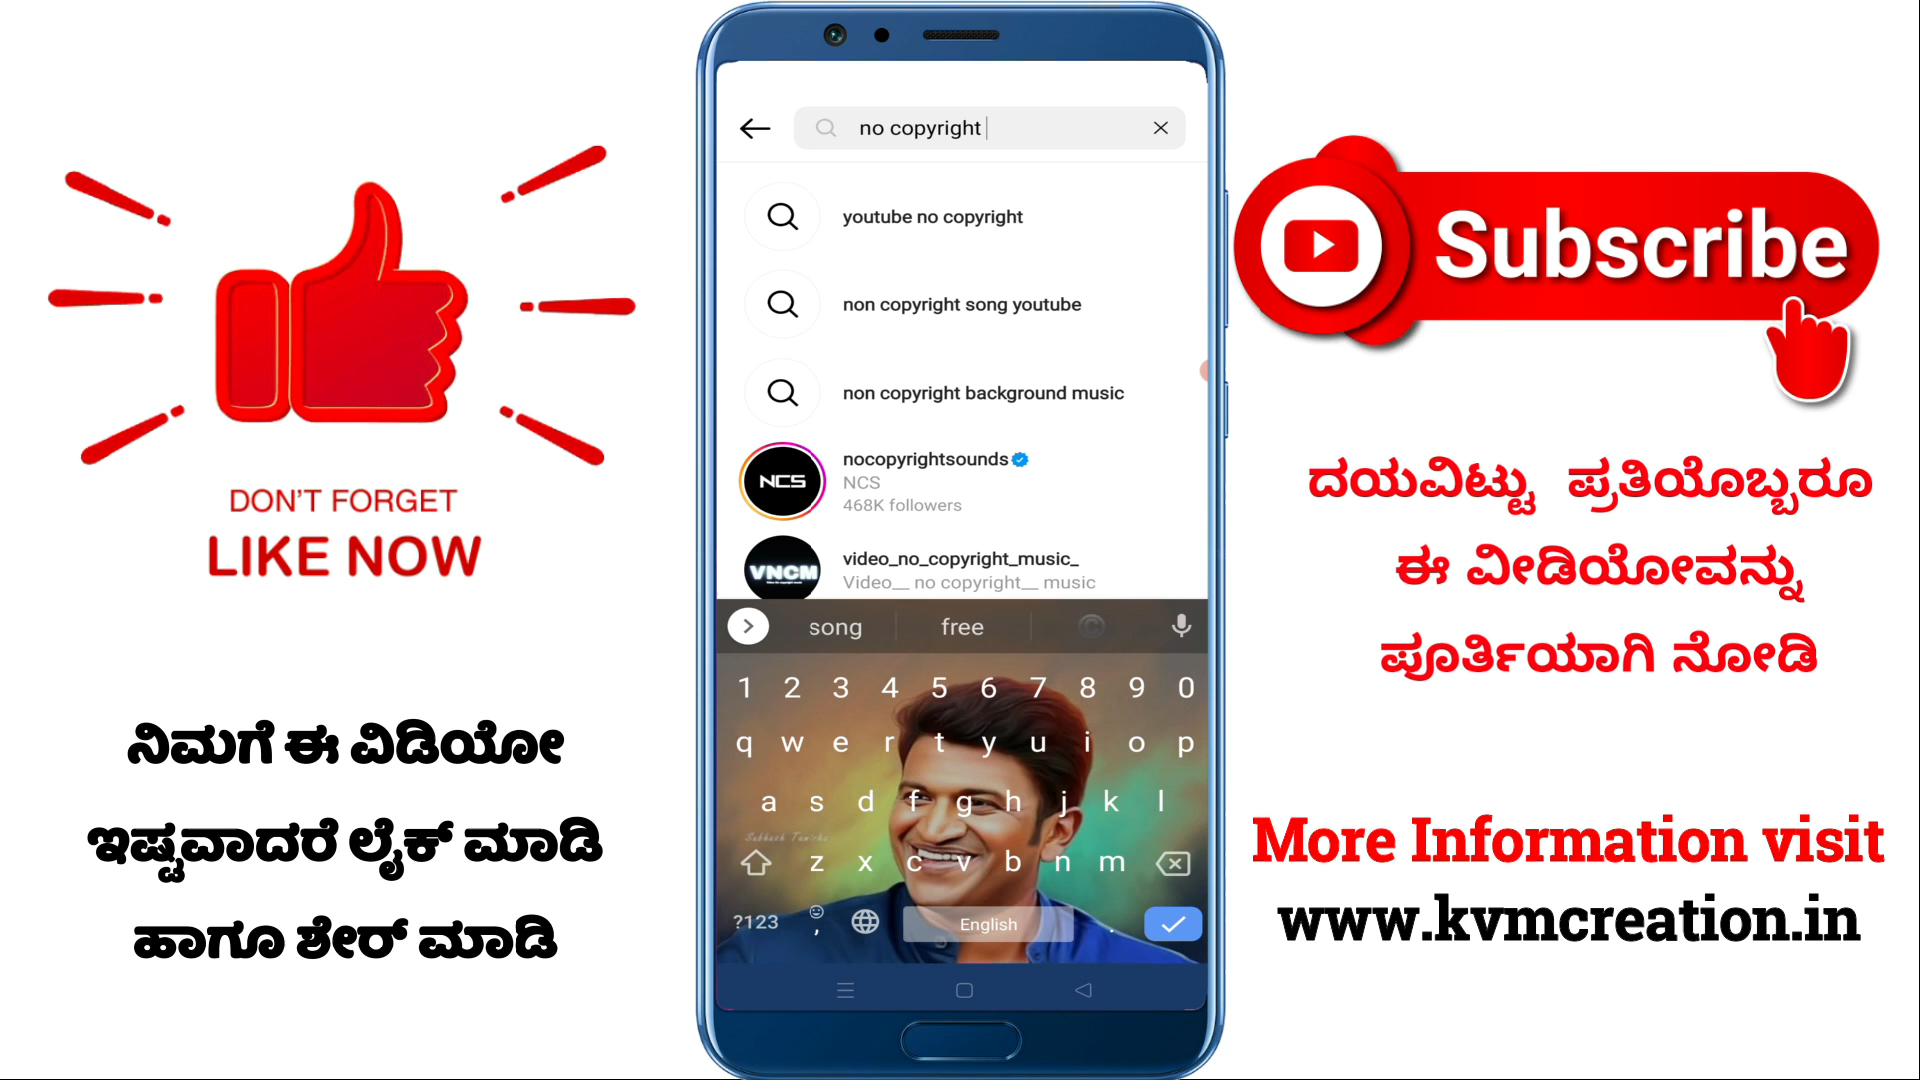 DON'T FORGET
LIKE NOW
ನಿಮಗೆ ಈ ವಿಡಿಯೋ
ಇಷ್ಟವಾದರೆ ಲೈಕ್ ಮಾಡಿ
ಹಾಗೂ ಶೇರ್ ಮಾಡಿ
no copyright
youtube no copyright
non copyright song youtube
non copyright background music
NCS
nocopyrightsounds
NCS
468K followers
VNCM
video_no_copyright_music_
Video__ no copyright__ music
song free ©
1 2 3 4 5 6 7 8 9 0
q w e r t y u i o p
a s d f g h j k l
z x c v b n m
?123 , English .
Subscribe
ದಯವಿಟ್ಟು ಪ್ರತಿಯೊಬ್ಬರೂ
ಈ ವೀಡಿಯೋವನ್ನು
ಪೂರ್ತಿಯಾಗಿ ನೋಡಿ
More Information visit
www.kvmcreation.in